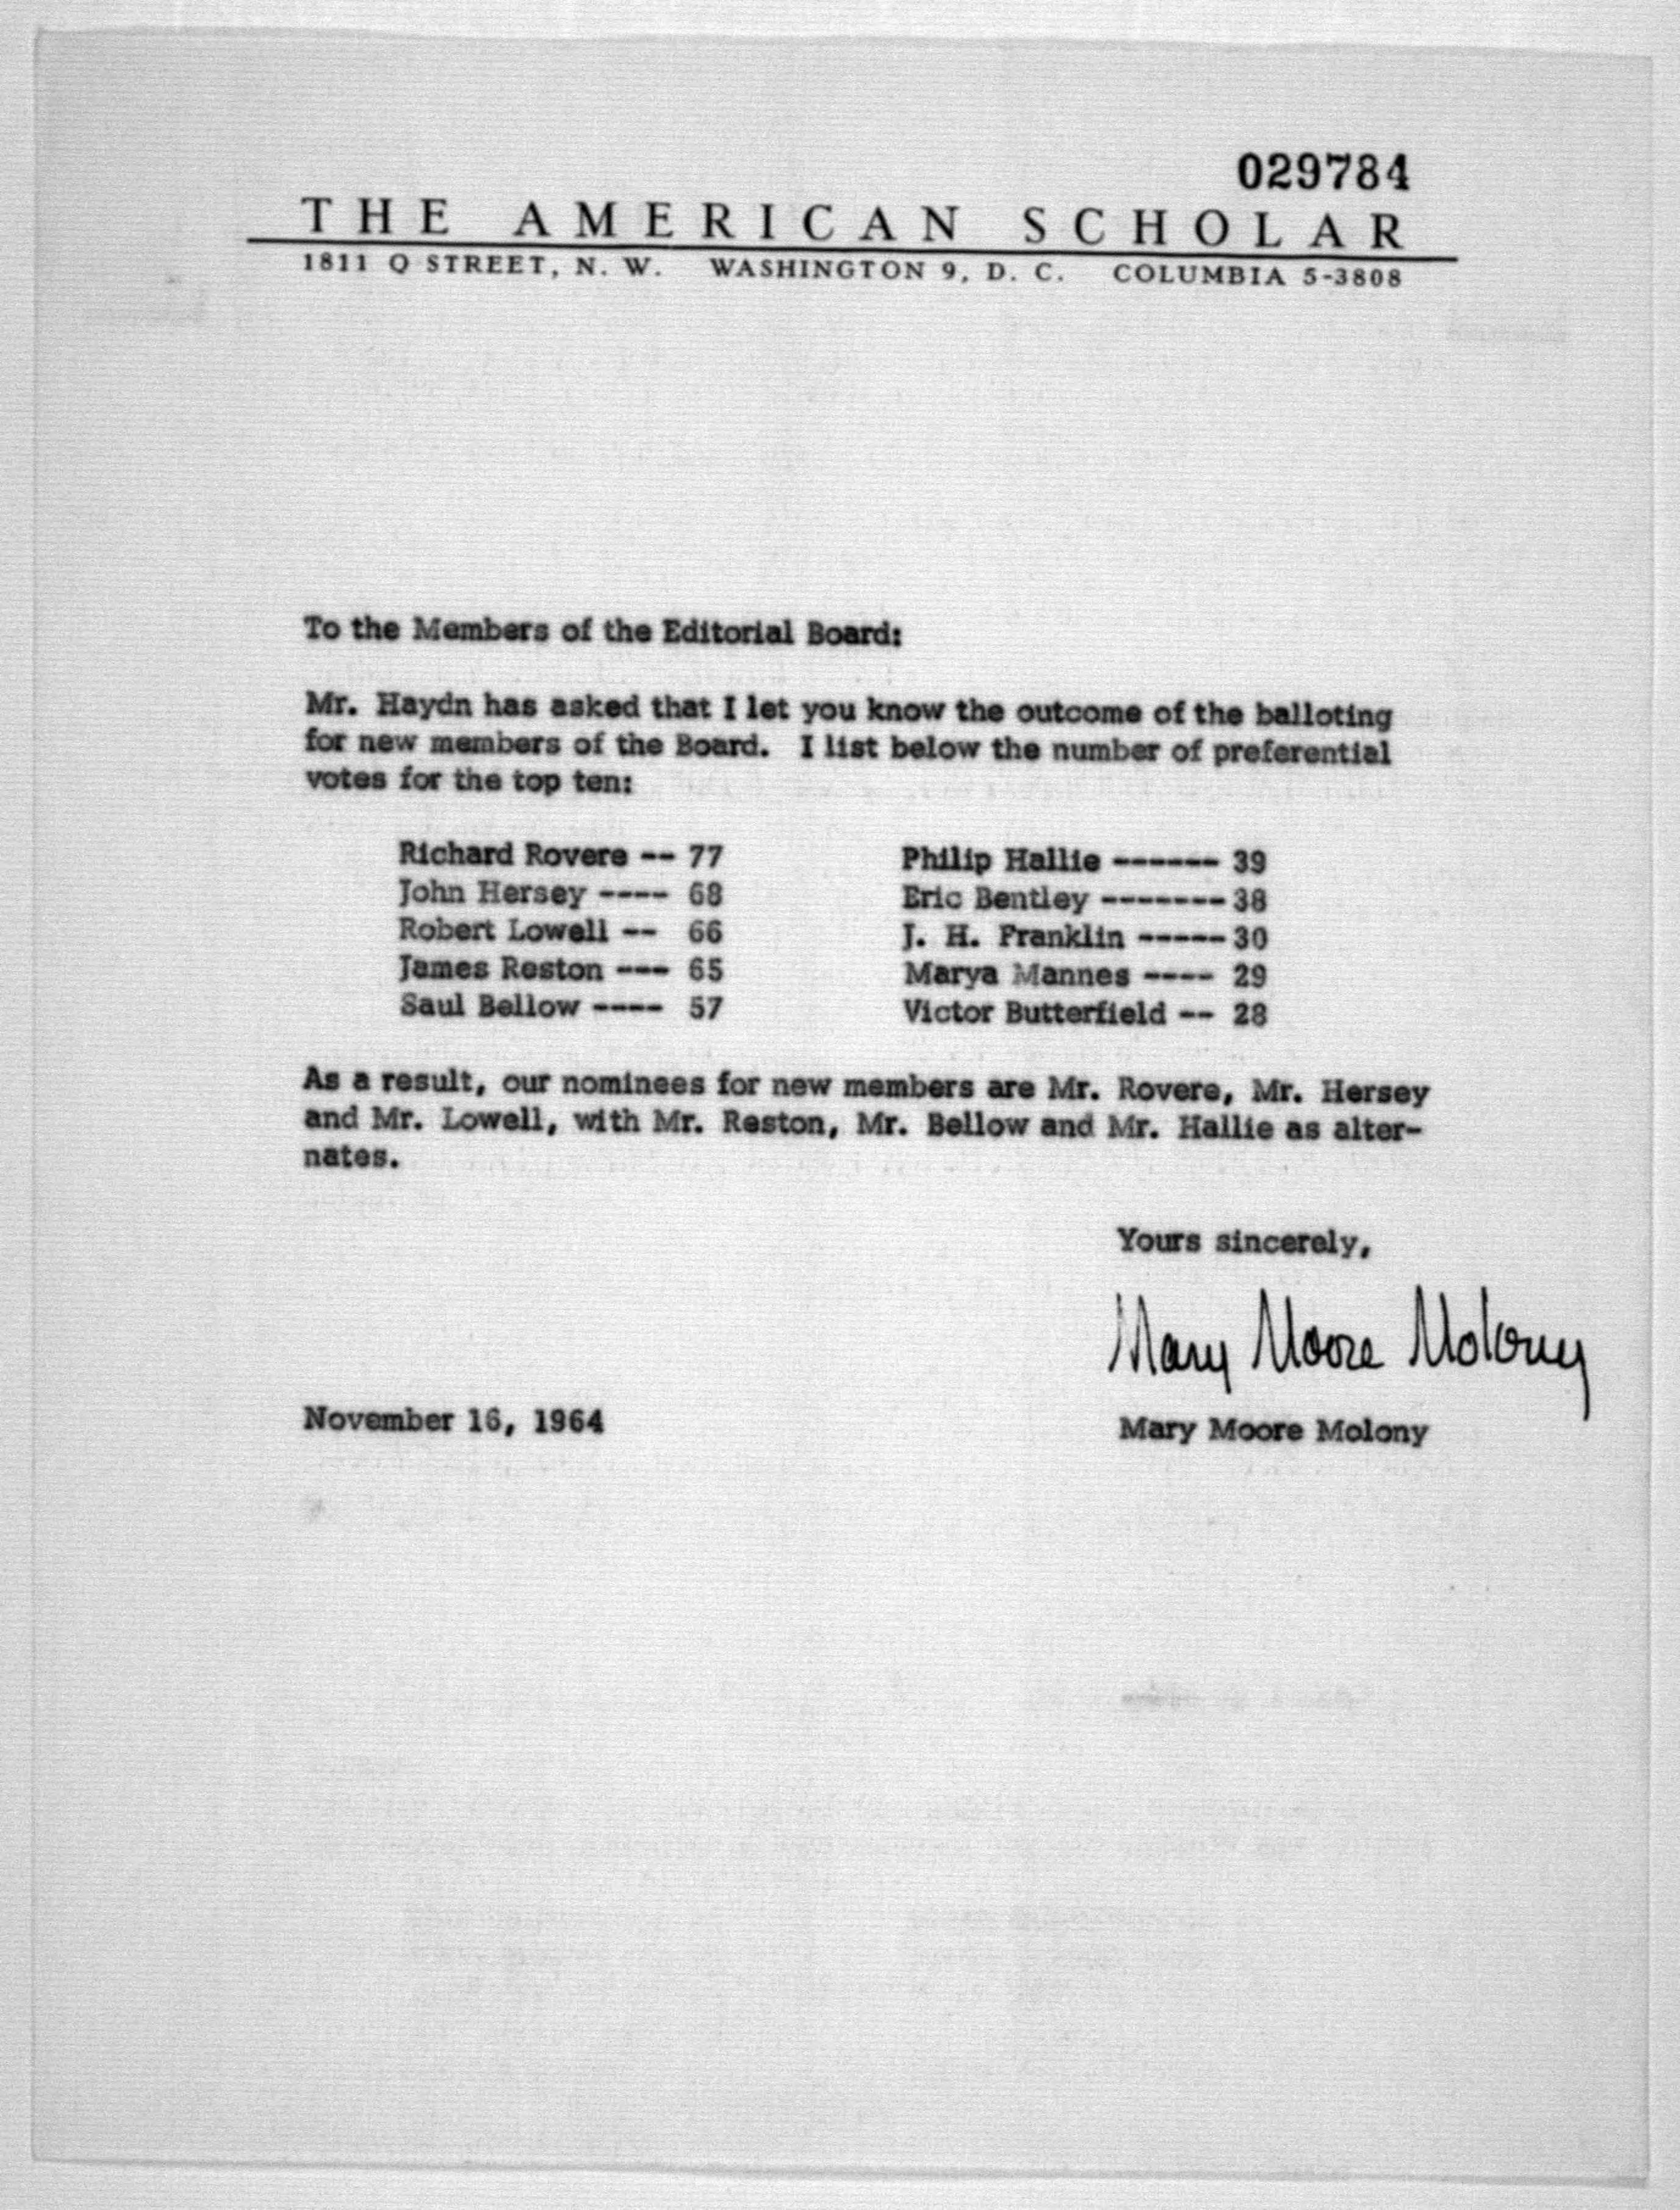 029784
THE AMERICAN SCHOLAR
1811 Q STREET, N. W. WASHINGTON 9, D. C. COLUMBIA 5-3808
To the Members of the Editorial Board:
Mr. Haydn has asked that I let you know the outcome of the balloting
for new members of the Board. I list below the number of preferential
votes for the top ten:
Richard Rovere -- 77
John Hersey ---- 68
Robert Lowell -- 66
James Reston --- 65
Saul Bellow ---- 57
Philip Hallie ------ 39
Eric Bentley -------38
J. H. Franklin -----30
Marya Mannes ---- 29
Victor Butterfield -- 28
As a result, our nominees for new members are Mr. Rovere, Mr. Hersey
and Mr. Lowell, with Mr. Reston, Mr. Bellow and Mr. Hallie as alter-
nates.
Yours sincerely,
Mary Moore Molony
November 16, 1964
Mary Moore Molony